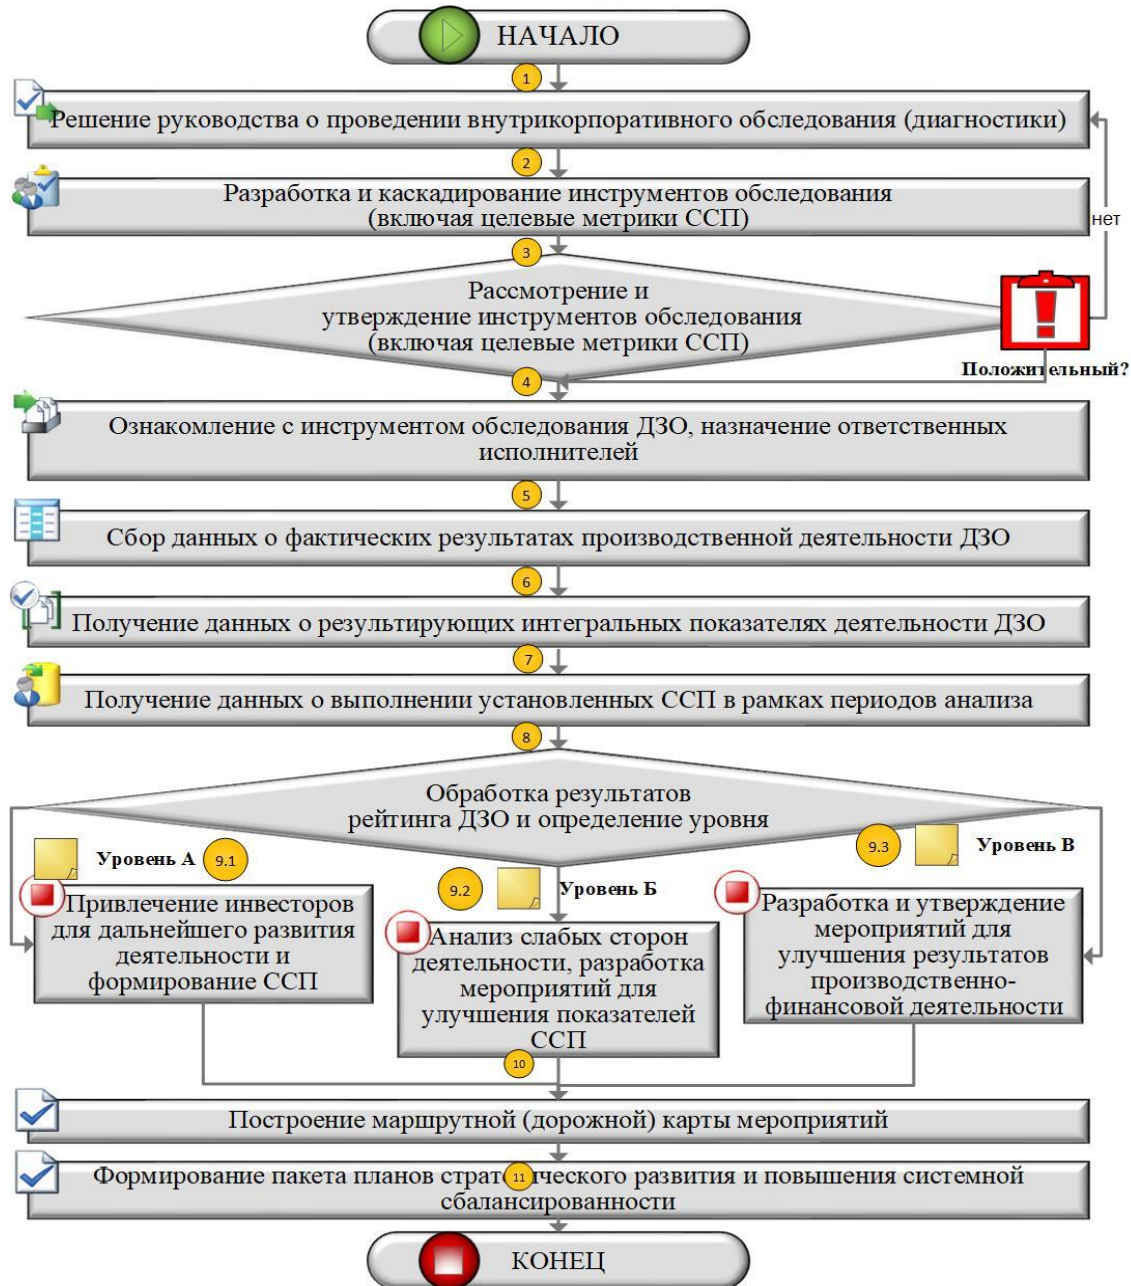 НАЧАЛО
1
Решение руководства о проведении внутрикорпоративного обследования (диагностики)
2
Разработка и каскадирование инструментов обследования
(включая целевые метрики ССП)
нет
3
Рассмотрение и
утверждение инструментов обследования
(включая целевые метрики ССП)
Положительный?
4
Ознакомление с инструментом обследования ДЗО, назначение ответственных
исполнителей
5
Сбор данных о фактических результатах производственной деятельности ДЗО
6
Получение данных о результирующих интегральных показателях деятельности ДЗО
7
Получение данных о выполнении установленных ССП в рамках периодов анализа
8
Обработка результатов
рейтинга ДЗО и определение уровня
Уровень А
9.1
9.2
Уровень Б
9.3
Уровень В
Привлечение инвесторов
для дальнейшего развития
деятельности и
формирование ССП
Анализ слабых сторон
деятельности, разработка
мероприятий для
улучшения показателей
ССП
Разработка и утверждение
мероприятий для
улучшения результатов
производственно-
финансовой деятельности
10
Построение маршрутной (дорожной) карты мероприятий
11
Формирование пакета планов стратегического развития и повышения системной
сбалансированности
КОНЕЦ